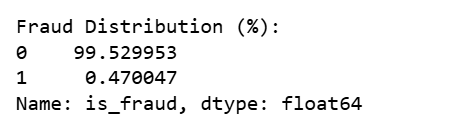 Fraud Distribution (%):
0    99.529953
1     0.470047
Name: is_fraud, dtype: float64